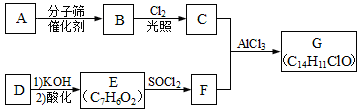 A 分子筛 催化剂 B Cl₂ 光照 C
AlCl₃ G (C₁₄H₁₁ClO)
D 1)KOH 2)酸化 E (C₇H₆O₂) SOCl₂ F